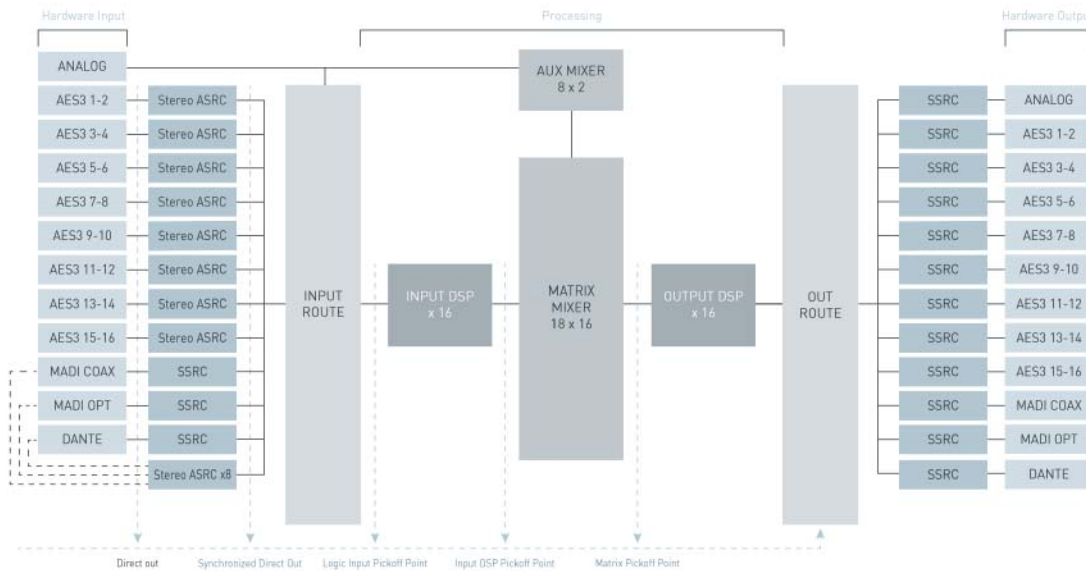 Hardware Input
Processing
Hardware Outpu
ANALOG
AES3 1-2
AES3 3-4
AES3 5-6
AES3 7-8
AES3 9-10
AES3 11-12
AES3 13-14
AES3 15-16
MADI COAX
MADI OPT
DANTE
Stereo ASRC
Stereo ASRC
Stereo ASRC
Stereo ASRC
Stereo ASRC
Stereo ASRC
Stereo ASRC
Stereo ASRC
SSRC
SSRC
SSRC
Stereo ASRC x8
INPUT
ROUTE
INPUT DSP
x 16
AUX MIXER
8 x 2
MATRIX
MIXER
18 x 16
OUTPUT DSP
x 16
OUT
ROUTE
SSRC
SSRC
SSRC
SSRC
SSRC
SSRC
SSRC
SSRC
SSRC
SSRC
SSRC
SSRC
ANALOG
AES3 1-2
AES3 3-4
AES3 5-6
AES3 7-8
AES3 9-10
AES3 11-12
AES3 13-14
AES3 15-16
MADI COAX
MADI OPT
DANTE
Direct out
Synchronized Direct Out
Logic Input Pickoff Point
Input DSP Pickoff Point
Matrix Pickoff Point